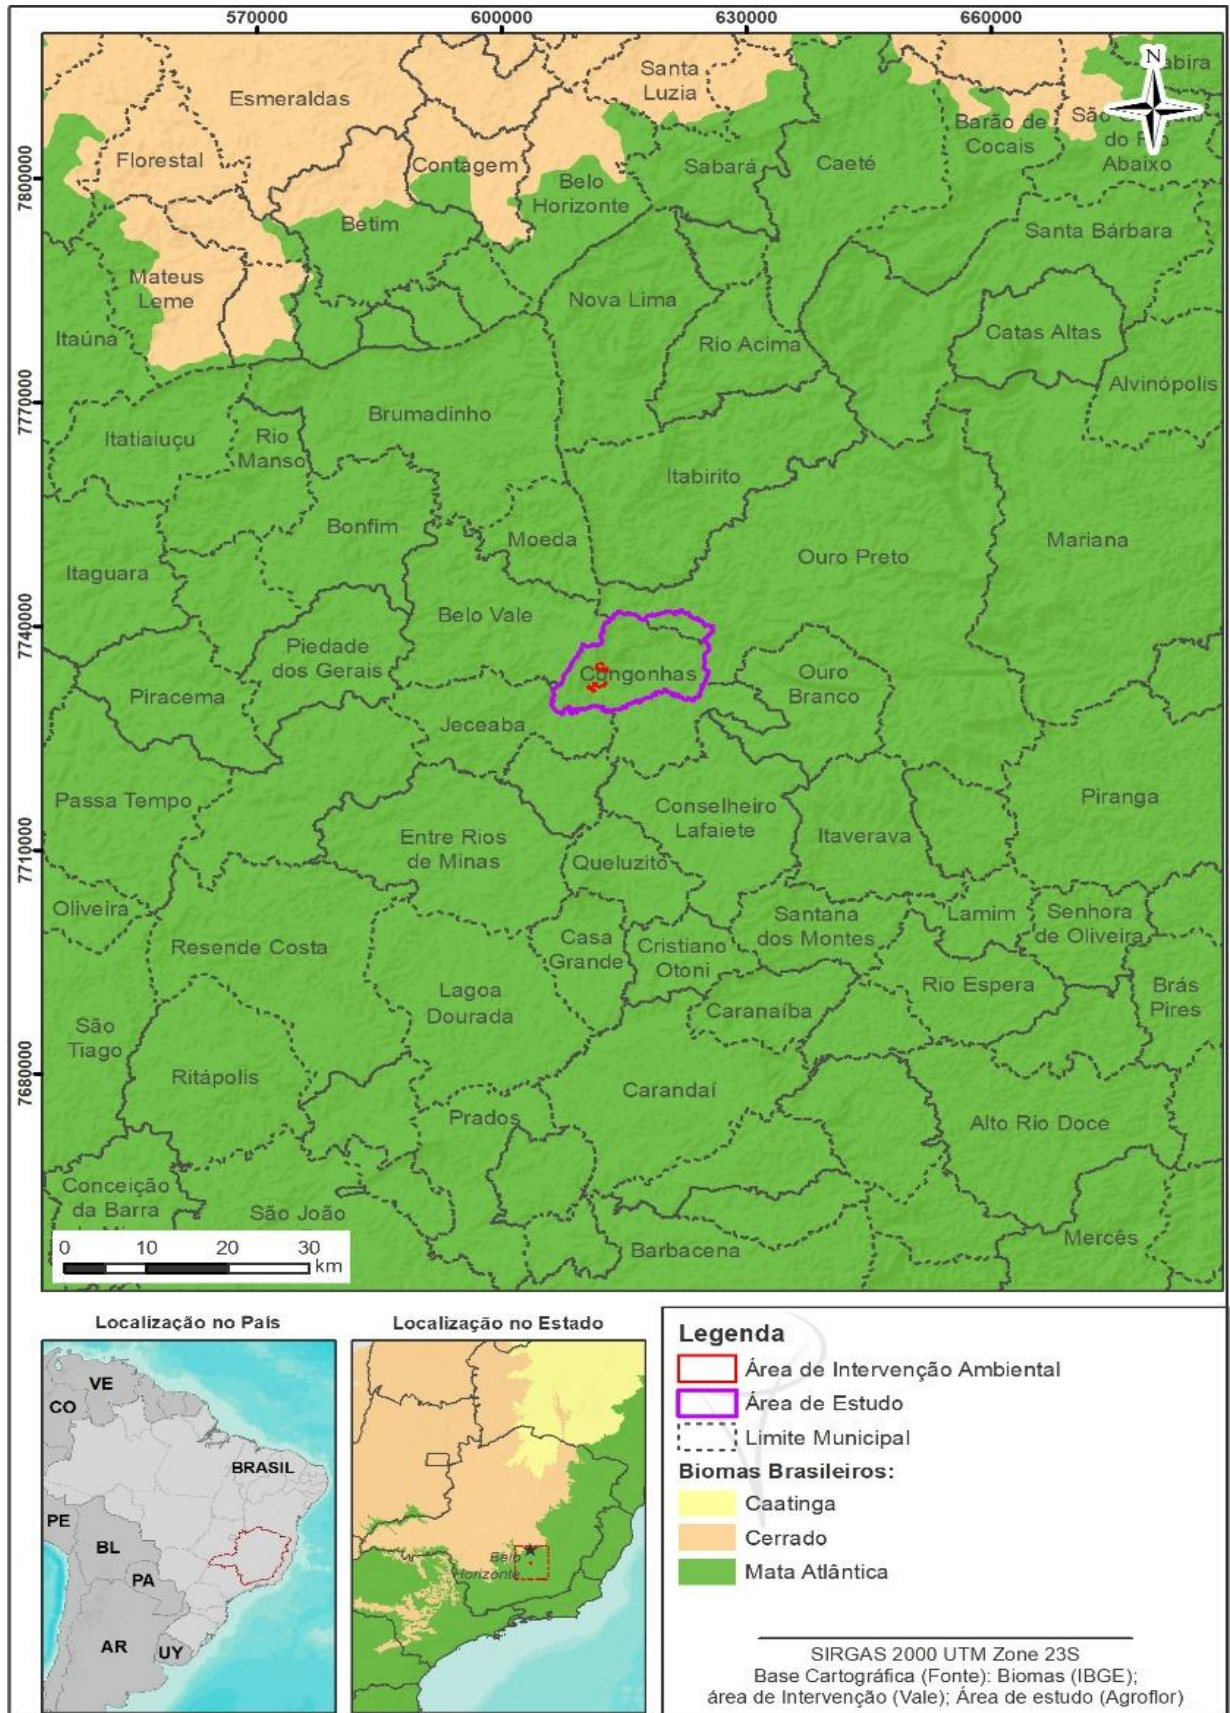 570000 600000 630000 660000
N
Itabira
Santa
Luzia
Esmeraldas
Barão de
Cocais
São
do Rio
Abaixo
Florestal
Contagem
Sabará
Caeté
Belo
Horizonte
7800000
Betim
Santa Bárbara
Mateus
Leme
Nova Lima
Itaúna
Rio Acima
Catas Altas
Alvinópolis
7770000
Brumadinho
Itatiaiuçu
Rio
Manso
Itabirito
Bonfim
Moeda
Ouro Preto
Mariana
Itaguara
Belo Vale
7740000
Piedade
dos Gerais
Congonhas
Ouro
Branco
Piracema
Jeceaba
Passa Tempo
Conselheiro
Lafaiete
Piranga
Entre Rios
de Minas
Itaverava
7710000
Queluzito
Oliveira
Santana
dos Montes
Lamim
Senhora
de Oliveira
Resende Costa
Casa
Grande
Cristiano
Otoni
Rio Espera
Brás
Pires
Lagoa
Dourada
Caranaíba
São
Tiago
Ritápolis
Carandaí
7680000
Prados
Alto Rio Doce
Conceição
da Barra
São João
Mercês
Barbacena
0 10 20 30
km
Localização no País
VE
CO
BRASIL
PE
BL
PA
AR
UY
Localização no Estado
Belo
Horizonte
Legenda
Área de Intervenção Ambiental
Área de Estudo
Limite Municipal
Biomas Brasileiros:
Caatinga
Cerrado
Mata Atlântica
SIRGAS 2000 UTM Zone 23S
Base Cartográfica (Fonte): Biomas (IBGE);
área de Intervenção (Vale); Área de estudo (Agroflor)